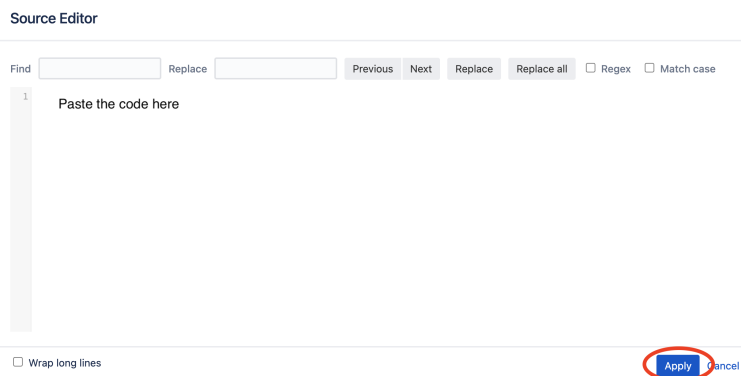 Source Editor
Find Replace Previous Next Replace Replace all Regex Match case
1 Paste the code here
Wrap long lines Apply Cancel